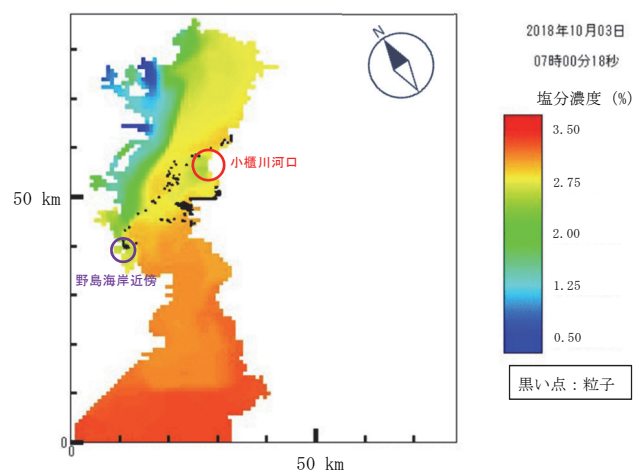 2018年10月03日
07時00分18秒
N
塩分濃度 (%)
3.50
小櫃川河口
2.75
50 km
2.00
野島海岸近傍
1.25
0.50
黒い点：粒子
0
0
50 km